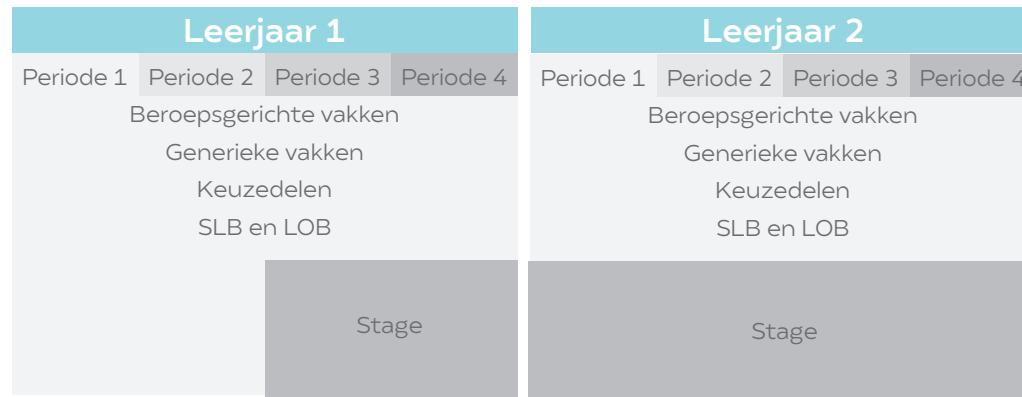 Leerjaar 1
Periode 1 Periode 2 Periode 3 Periode 4
Beroepsgerichte vakken
Generieke vakken
Keuzedelen
SLB en LOB
Stage
Leerjaar 2
Periode 1 Periode 2 Periode 3 Periode 4
Beroepsgerichte vakken
Generieke vakken
Keuzedelen
SLB en LOB
Stage